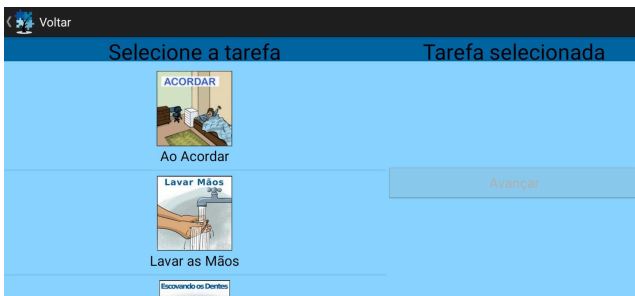 Voltar
Selecione a tarefa
Tarefa selecionada
ACORDAR
Ao Acordar
Avançar
Lavar Mãos
Lavar as Mãos
Escovando os Dentes